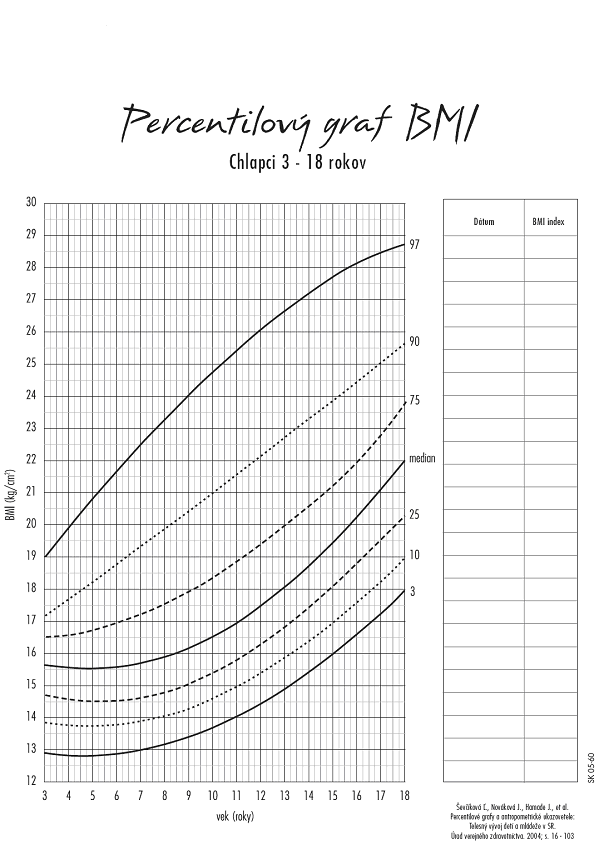 Percentilový graf BMI
Chlapci 3 - 18 rokov
30
29
28
27
26
25
24
23
22
21
20
19
18
17
16
15
14
13
12
BMI (kg/cm²)
97
90
75
median
25
10
3
3 4 5 6 7 8 9 10 11 12 13 14 15 16 17 18
vek (roky)
Dátum BMI index
SK 05-60
Ševčíková Ľ., Nováková J., Hamade J., et al.
Percentilové grafy a antropometrické ukazovatele:
Telesný vývoj detí a mládeže v SR.
Úrad verejného zdravotníctva. 2004; s. 16 - 103